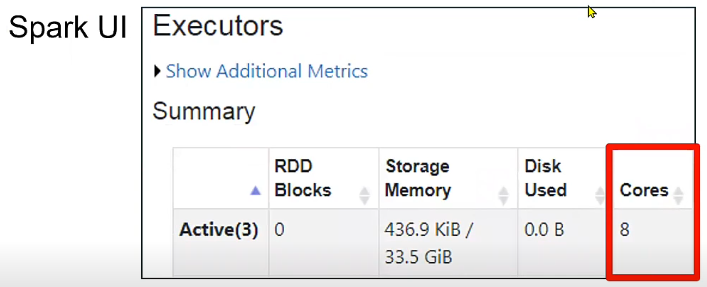 Spark UI
Executors
Show Additional Metrics
Summary
RDD Blocks
Storage Memory
Disk Used
Cores
Active(3)
0
436.9 KiB / 33.5 GiB
0.0 B
8